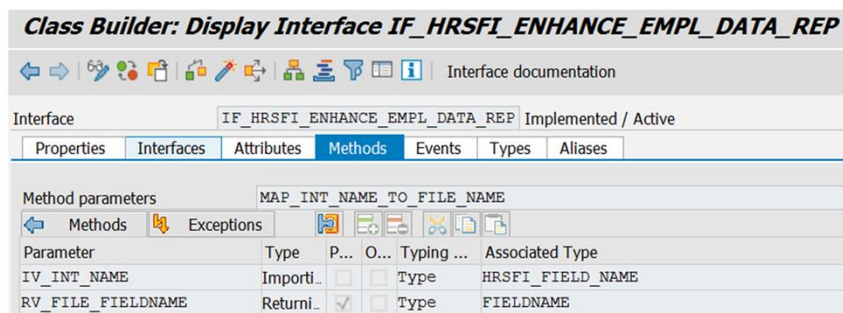 Class Builder: Display Interface IF_HRSFI_ENHANCE_EMPL_DATA_REP
Interface documentation
Interface IF_HRSFI_ENHANCE_EMPL_DATA_REP Implemented / Active
Properties Interfaces Attributes Methods Events Types Aliases
Method parameters MAP_INT_NAME_TO_FILE_NAME
Methods Exceptions
Parameter Type P... O... Typing ... Associated Type
IV_INT_NAME Importi... Type HRSFI_FIELD_NAME
RV_FILE_FIELDNAME Returni... Type FIELDNAME